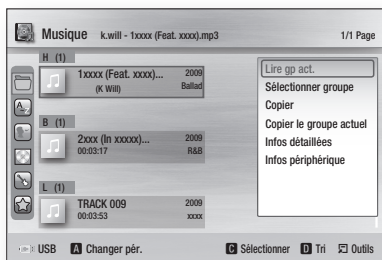 Musique k.will - 1xxxx (Feat. xxxx).mp3 1/1 Page
H (1)
1xxxx (Feat. xxxx)... 2009
(K Will) Ballad
B (1)
2xxx (In xxxxx)... 2009
00:03:17 R&B
L (1)
TRACK 009 2009
00:03:53 xxxx
Lire gp act.
Sélectionner groupe
Copier
Copier le groupe actuel
Infos détaillées
Infos périphérique
USB A Changer pér. C Sélectionner D Tri Outils